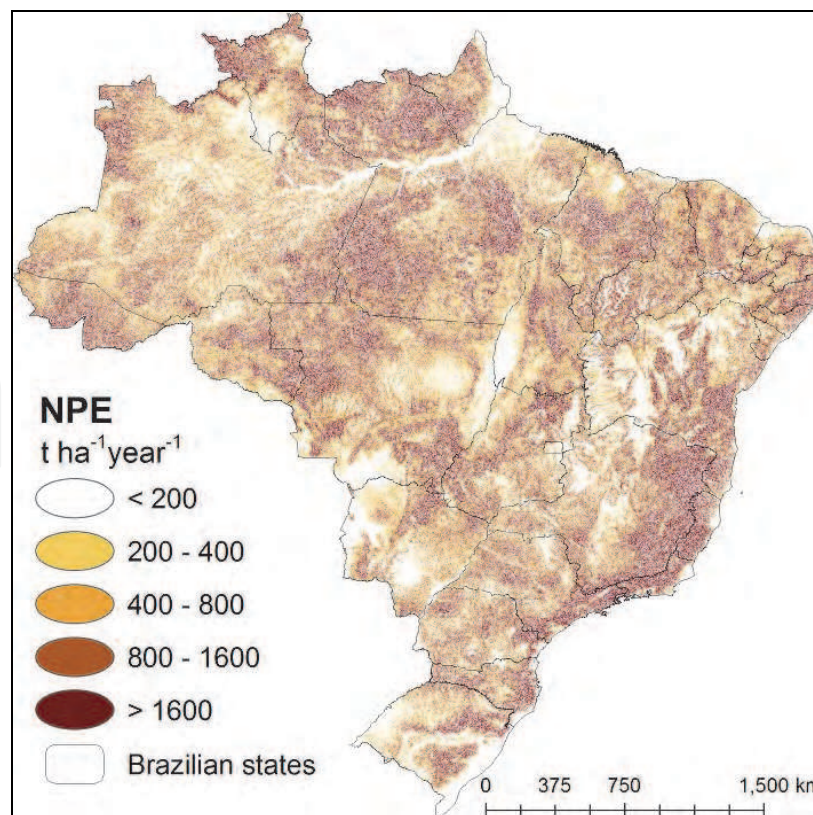 NPE
t ha⁻¹year⁻¹
< 200
200 - 400
400 - 800
800 - 1600
> 1600
Brazilian states
0 375 750 1,500 km